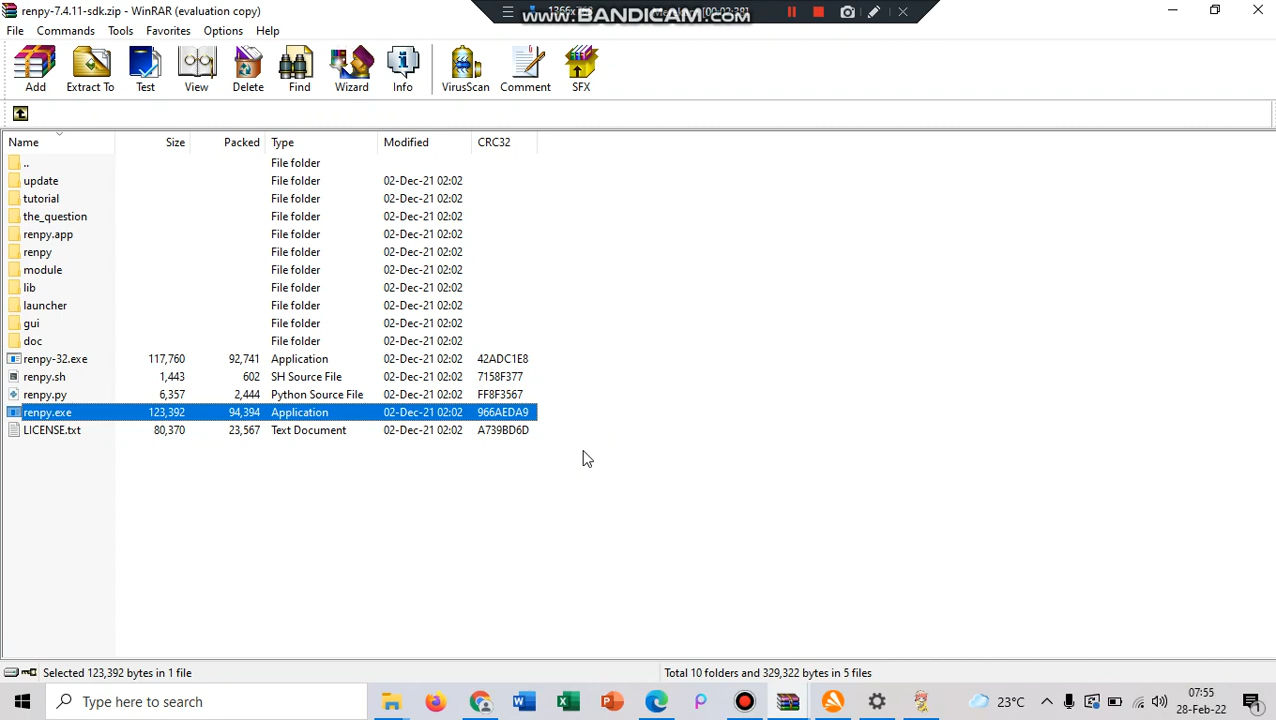 renpy-7.4.11-sdk.zip - WinRAR (evaluation copy)
1366x768
[00:02:38]
www.BANDICAM.com
File Commands Tools Favorites Options Help
Add Extract To Test View Delete Find Wizard Info VirusScan Comment SFX
Name Size Packed Type Modified CRC32
.. File folder
update File folder 02-Dec-21 02:02
tutorial File folder 02-Dec-21 02:02
the_question File folder 02-Dec-21 02:02
renpy.app File folder 02-Dec-21 02:02
renpy File folder 02-Dec-21 02:02
module File folder 02-Dec-21 02:02
lib File folder 02-Dec-21 02:02
launcher File folder 02-Dec-21 02:02
gui File folder 02-Dec-21 02:02
doc File folder 02-Dec-21 02:02
renpy-32.exe 117,760 92,741 Application 02-Dec-21 02:02 42ADC1E8
renpy.sh 1,443 602 SH Source File 02-Dec-21 02:02 7158F377
renpy.py 6,357 2,444 Python Source File 02-Dec-21 02:02 FF8F3567
renpy.exe 123,392 94,394 Application 02-Dec-21 02:02 966AEDA9
LICENSE.txt 80,370 23,567 Text Document 02-Dec-21 02:02 A739BD6D
Selected 123,392 bytes in 1 file Total 10 folders and 329,322 bytes in 5 files
Type here to search 23°C 07:55
28-Feb-22